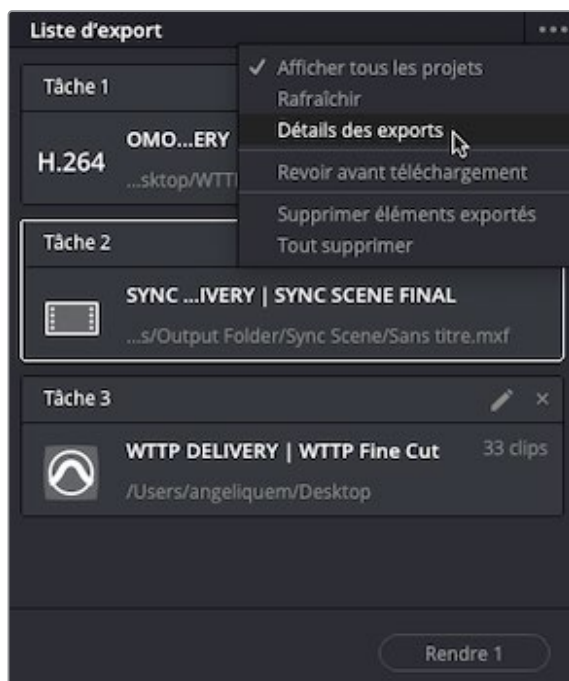 Liste d'export
Tâche 1
✓ Afficher tous les projets
Rafraîchir
Détails des exports
Revoir avant téléchargement
Supprimer éléments exportés
Tout supprimer
H.264
OMO...ERY
...sktop/WTT
Tâche 2
SYNC ...IVERY | SYNC SCENE FINAL
...s/Output Folder/Sync Scene/Sans titre.mxf
Tâche 3
WTTP DELIVERY | WTTP Fine Cut 33 clips
/Users/angeliquem/Desktop
Rendre 1